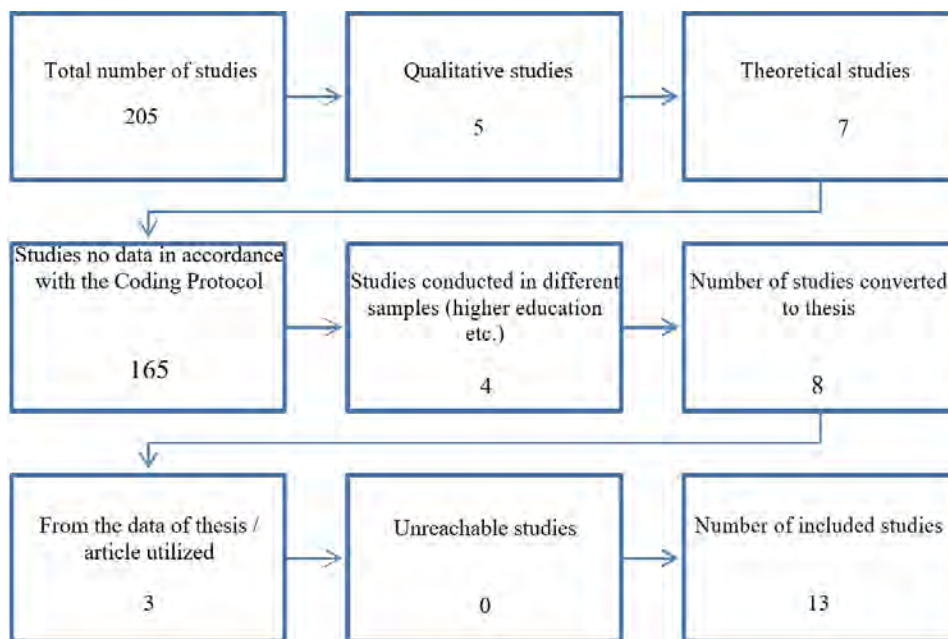 Total number of studies
205
Qualitative studies
5
Theoretical studies
7
Studies no data in accordance
with the Coding Protocol
165
Studies conducted in different
samples (higher education
etc.)
4
Number of studies converted
to thesis
8
From the data of thesis /
article utilized
3
Unreachable studies
0
Number of included studies
13